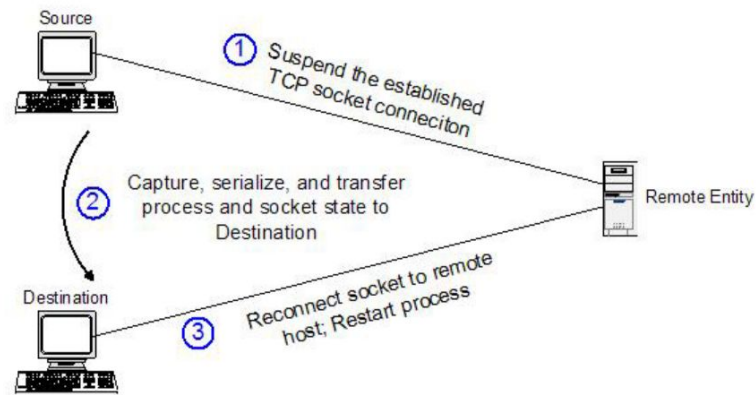 Source
1
Suspend the established
TCP socket conneciton
2
Capture, serialize, and transfer
process and socket state to
Destination
Remote Entity
Destination
3
Reconnect socket to remote
host; Restart process